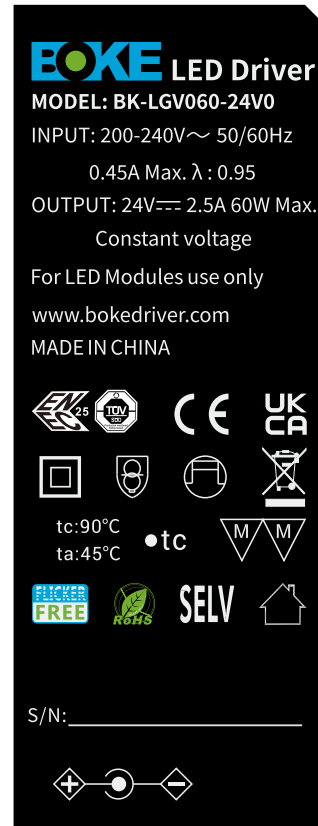 BOKE LED Driver
MODEL: BK-LGV060-24V0
INPUT: 200-240V～ 50/60Hz
0.45A Max. λ : 0.95
OUTPUT: 24V⎓ 2.5A 60W Max.
Constant voltage
For LED Modules use only
www.bokedriver.com
MADE IN CHINA
ENEC 25 TÜV SÜD CE UK CA
tc:90℃
ta:45℃
●tc M M
FLICKER FREE RoHS SELV
S/N:
+ −